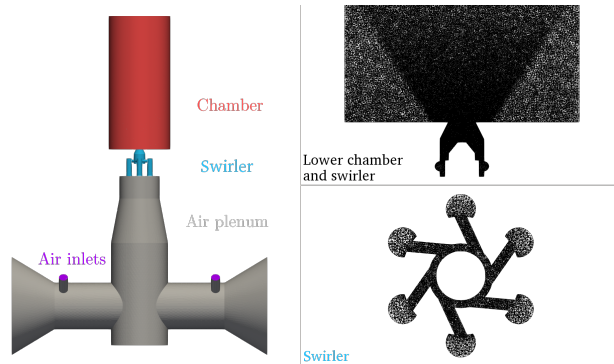 Chamber
Swirler
Air plenum
Air inlets
Lower chamber
and swirler
Swirler